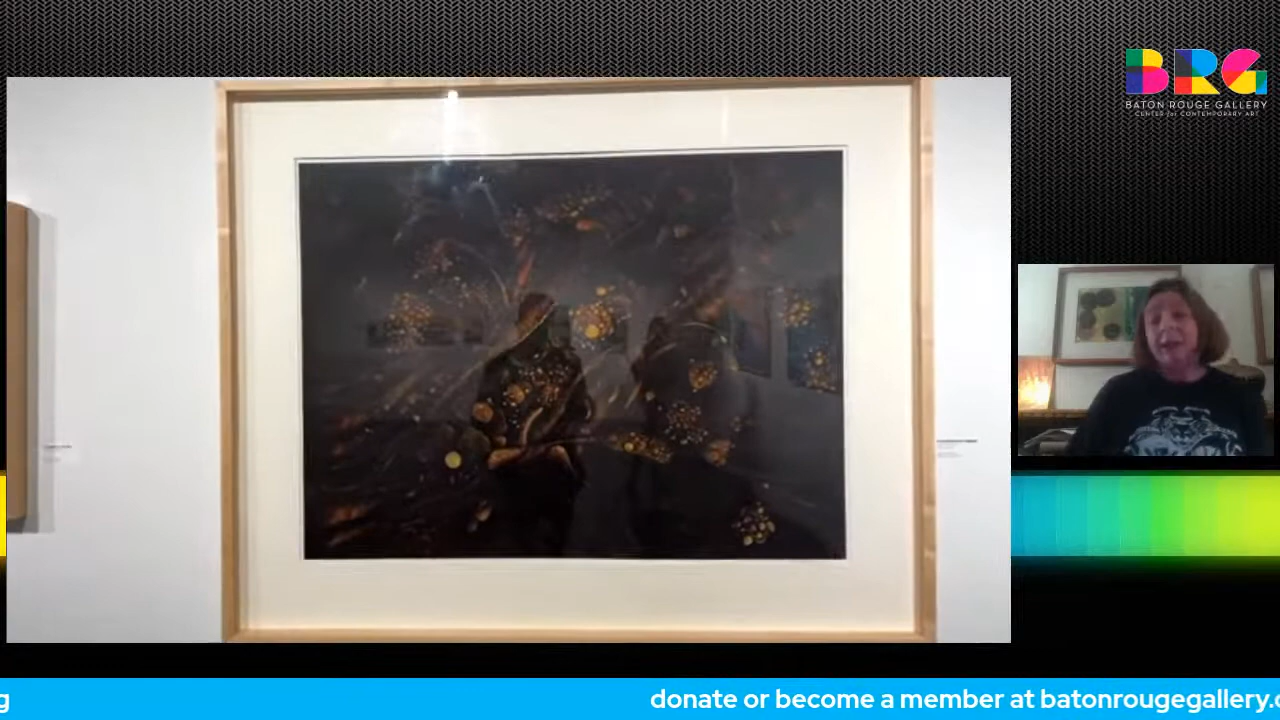 BRG
BATON ROUGE GALLERY
CENTER for CONTEMPORARY ART
g
donate or become a member at batonrougegallery.